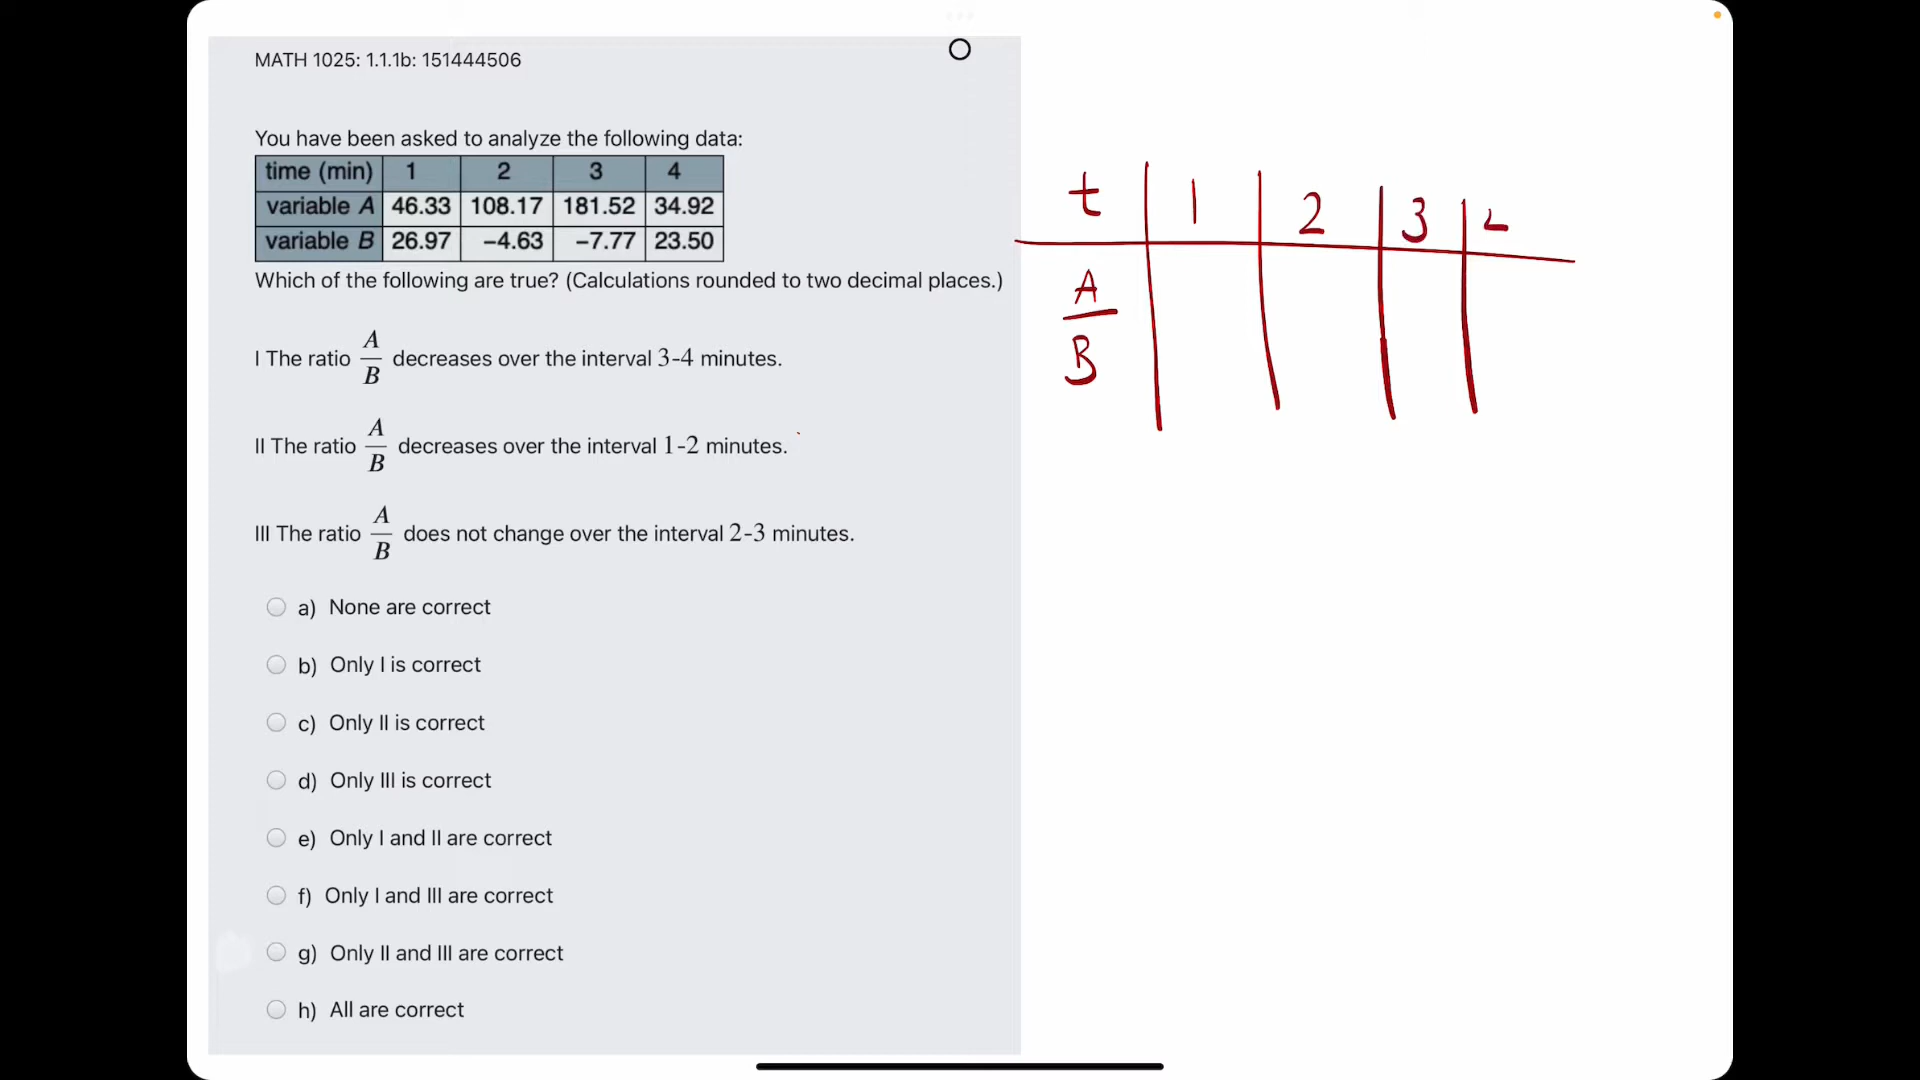 MATH 1025: 1.1.1b: 151444506
You have been asked to analyze the following data:
time (min) 1 2 3 4
variable A 46.33 108.17 181.52 34.92
variable B 26.97 −4.63 −7.77 23.50
Which of the following are true? (Calculations rounded to two decimal places.)
I The ratio A/B decreases over the interval 3-4 minutes.
II The ratio A/B decreases over the interval 1-2 minutes.
III The ratio A/B does not change over the interval 2-3 minutes.
a) None are correct
b) Only I is correct
c) Only II is correct
d) Only III is correct
e) Only I and II are correct
f) Only I and III are correct
g) Only II and III are correct
h) All are correct
t 1 2 3
A
B